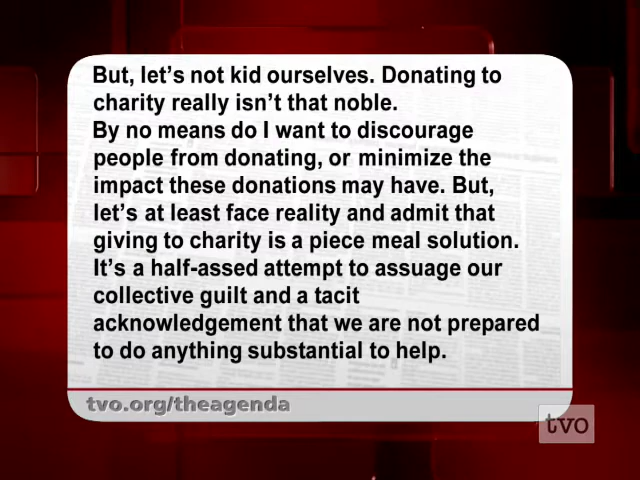 But, let's not kid ourselves. Donating to
charity really isn't that noble.
By no means do I want to discourage
people from donating, or minimize the
impact these donations may have. But,
let's at least face reality and admit that
giving to charity is a piece meal solution.
It's a half-assed attempt to assuage our
collective guilt and a tacit
acknowledgement that we are not prepared
to do anything substantial to help.
tvo.org/theagenda
tvo